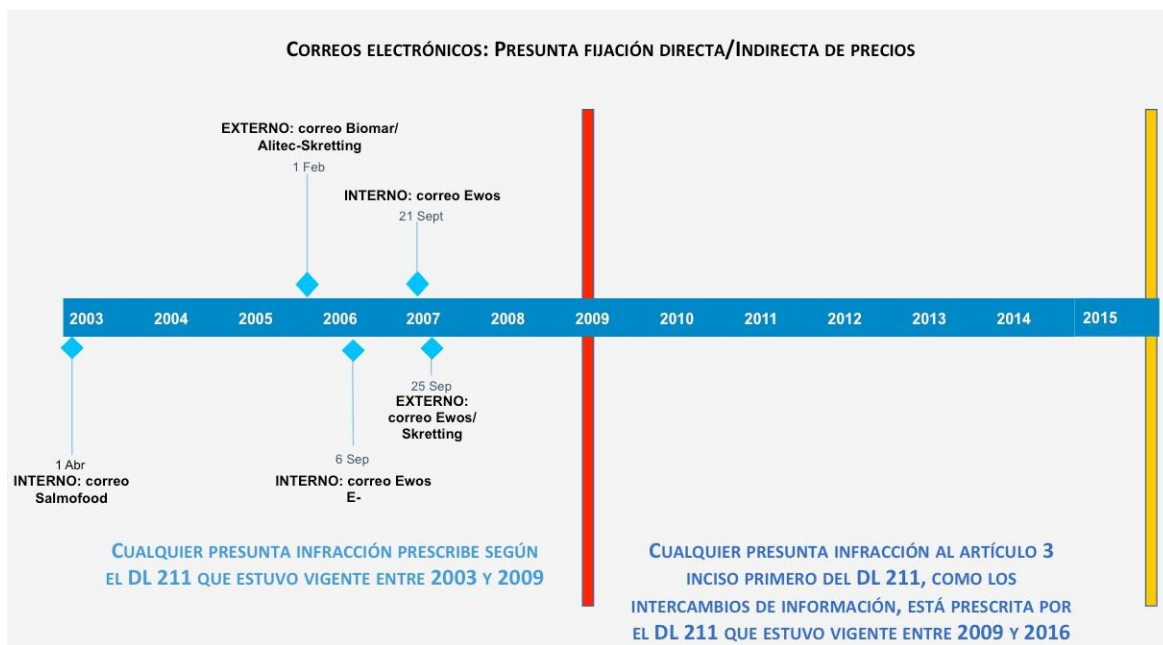 CORREOS ELECTRÓNICOS: PRESUNTA FIJACIÓN DIRECTA/INDIRECTA DE PRECIOS
EXTERNO: correo Biomar/
Alitec-Skretting
1 Feb
INTERNO: correo Ewos
21 Sept
2003 2004 2005 2006 2007 2008 2009 2010 2011 2012 2013 2014 2015
1 Abr
INTERNO: correo
Salmofood
6 Sep
INTERNO: correo Ewos
E-
25 Sep
EXTERNO:
correo Ewos/
Skretting
CUALQUIER PRESUNTA INFRACCIÓN PRESCRIBE SEGÚN
EL DL 211 QUE ESTUVO VIGENTE ENTRE 2003 Y 2009
CUALQUIER PRESUNTA INFRACCIÓN AL ARTÍCULO 3
INCISO PRIMERO DEL DL 211, COMO LOS
INTERCAMBIOS DE INFORMACIÓN, ESTÁ PRESCRITA POR
EL DL 211 QUE ESTUVO VIGENTE ENTRE 2009 Y 2016